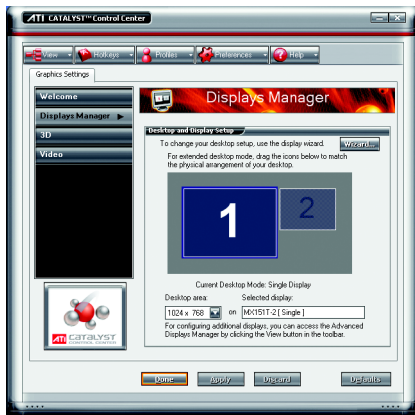 ATI CATALYST™ Control Center
View Hotkeys Profiles Preferences Help
Graphics Settings
Welcome
Displays Manager
3D
Video
Displays Manager
Desktop and Display Setup
To change your desktop setup, use the display wizard.
Wizard...
For extended desktop mode, drag the icons below to match
the physical arrangement of your desktop.
1
2
Current Desktop Mode: Single Display
Desktop area:
Selected display:
1024 x 768
on
MX151T-2 [ Single ]
For configuring additional displays, you can access the Advanced
Displays Manager by clicking the View button in the toolbar.
ATI CATALYST
CONTROL CENTER
Done
Apply
Discard
Defaults